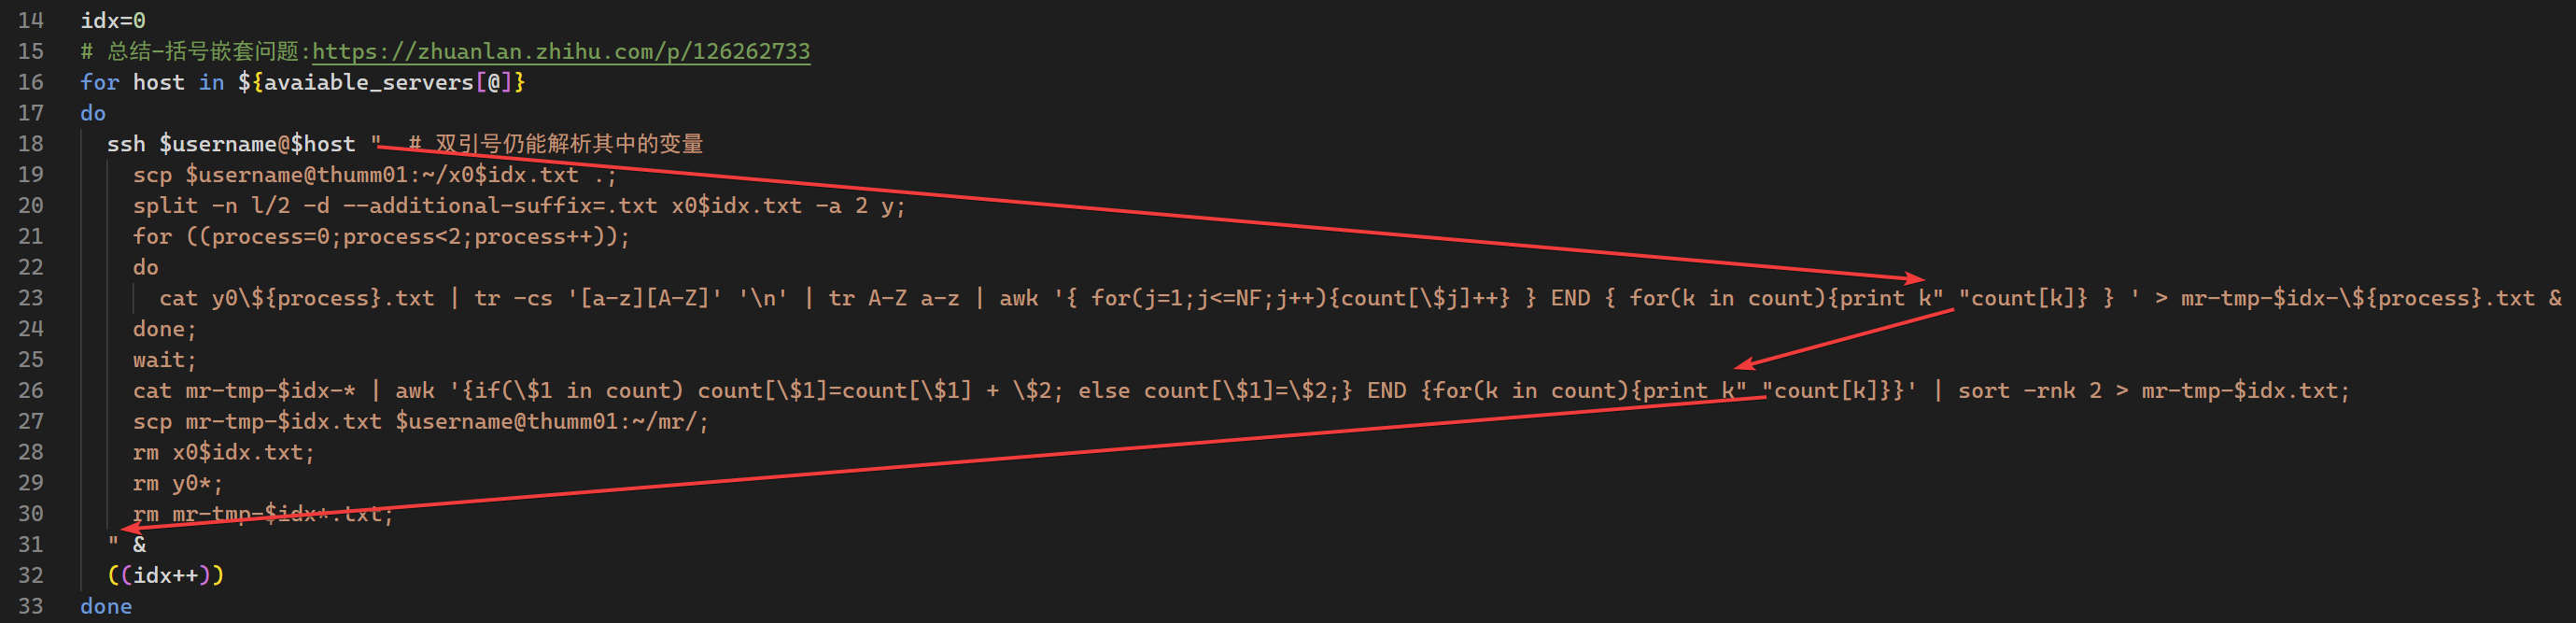 14 idx=0
15 # 总结-括号嵌套问题:https://zhuanlan.zhihu.com/p/126262733
16 for host in ${avaiable_servers[@]}
17 do
18   ssh $username@$host "  # 双引号仍能解析其中的变量
19     scp $username@thumm01:~/x0$idx.txt .;
20     split -n l/2 -d --additional-suffix=.txt x0$idx.txt -a 2 y;
21     for ((process=0;process<2;process++));
22     do
23       cat y0\${process}.txt | tr -cs '[a-z][A-Z]' '\n' | tr A-Z a-z | awk '{ for(j=1;j<=NF;j++){count[\$j]++} } END { for(k in count){print k" "count[k]} } ' > mr-tmp-$idx-\${process}.txt &
24     done;
25     wait;
26     cat mr-tmp-$idx-* | awk '{if(\$1 in count) count[\$1]=count[\$1] + \$2; else count[\$1]=\$2;} END {for(k in count){print k" "count[k]}}' | sort -rnk 2 > mr-tmp-$idx.txt;
27     scp mr-tmp-$idx.txt $username@thumm01:~/mr/;
28     rm x0$idx.txt;
29     rm y0*;
30     rm mr-tmp-$idx*.txt;
31   " &
32   ((idx++))
33 done